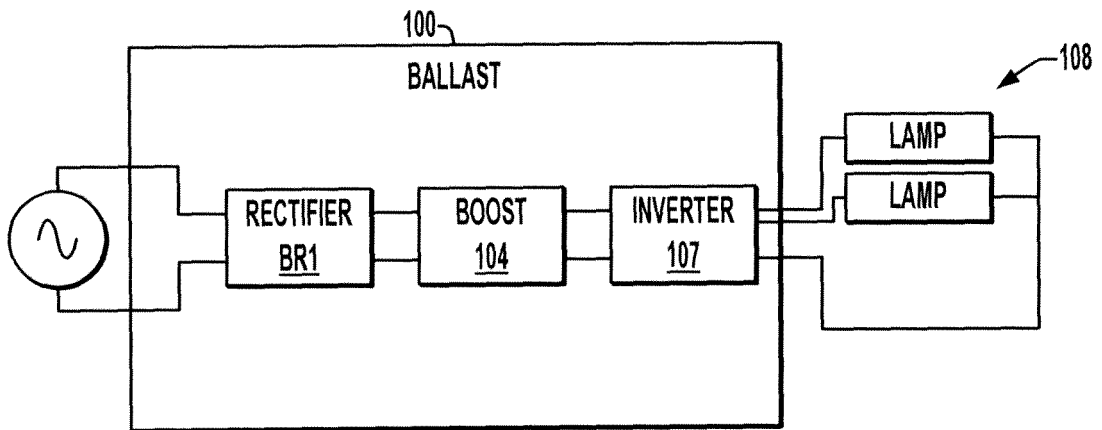 100
BALLAST
108
LAMP
LAMP
RECTIFIER
BR1
BOOST
104
INVERTER
107